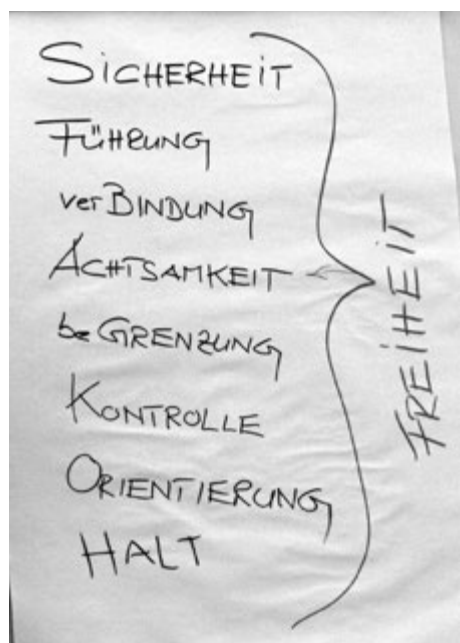 SICHERHEIT
FÜHRUNG
verBINDUNG
ACHTSAMKEIT
beGRENZUNG
KONTROLLE
ORIENTIERUNG
HALT
FREIHEIT